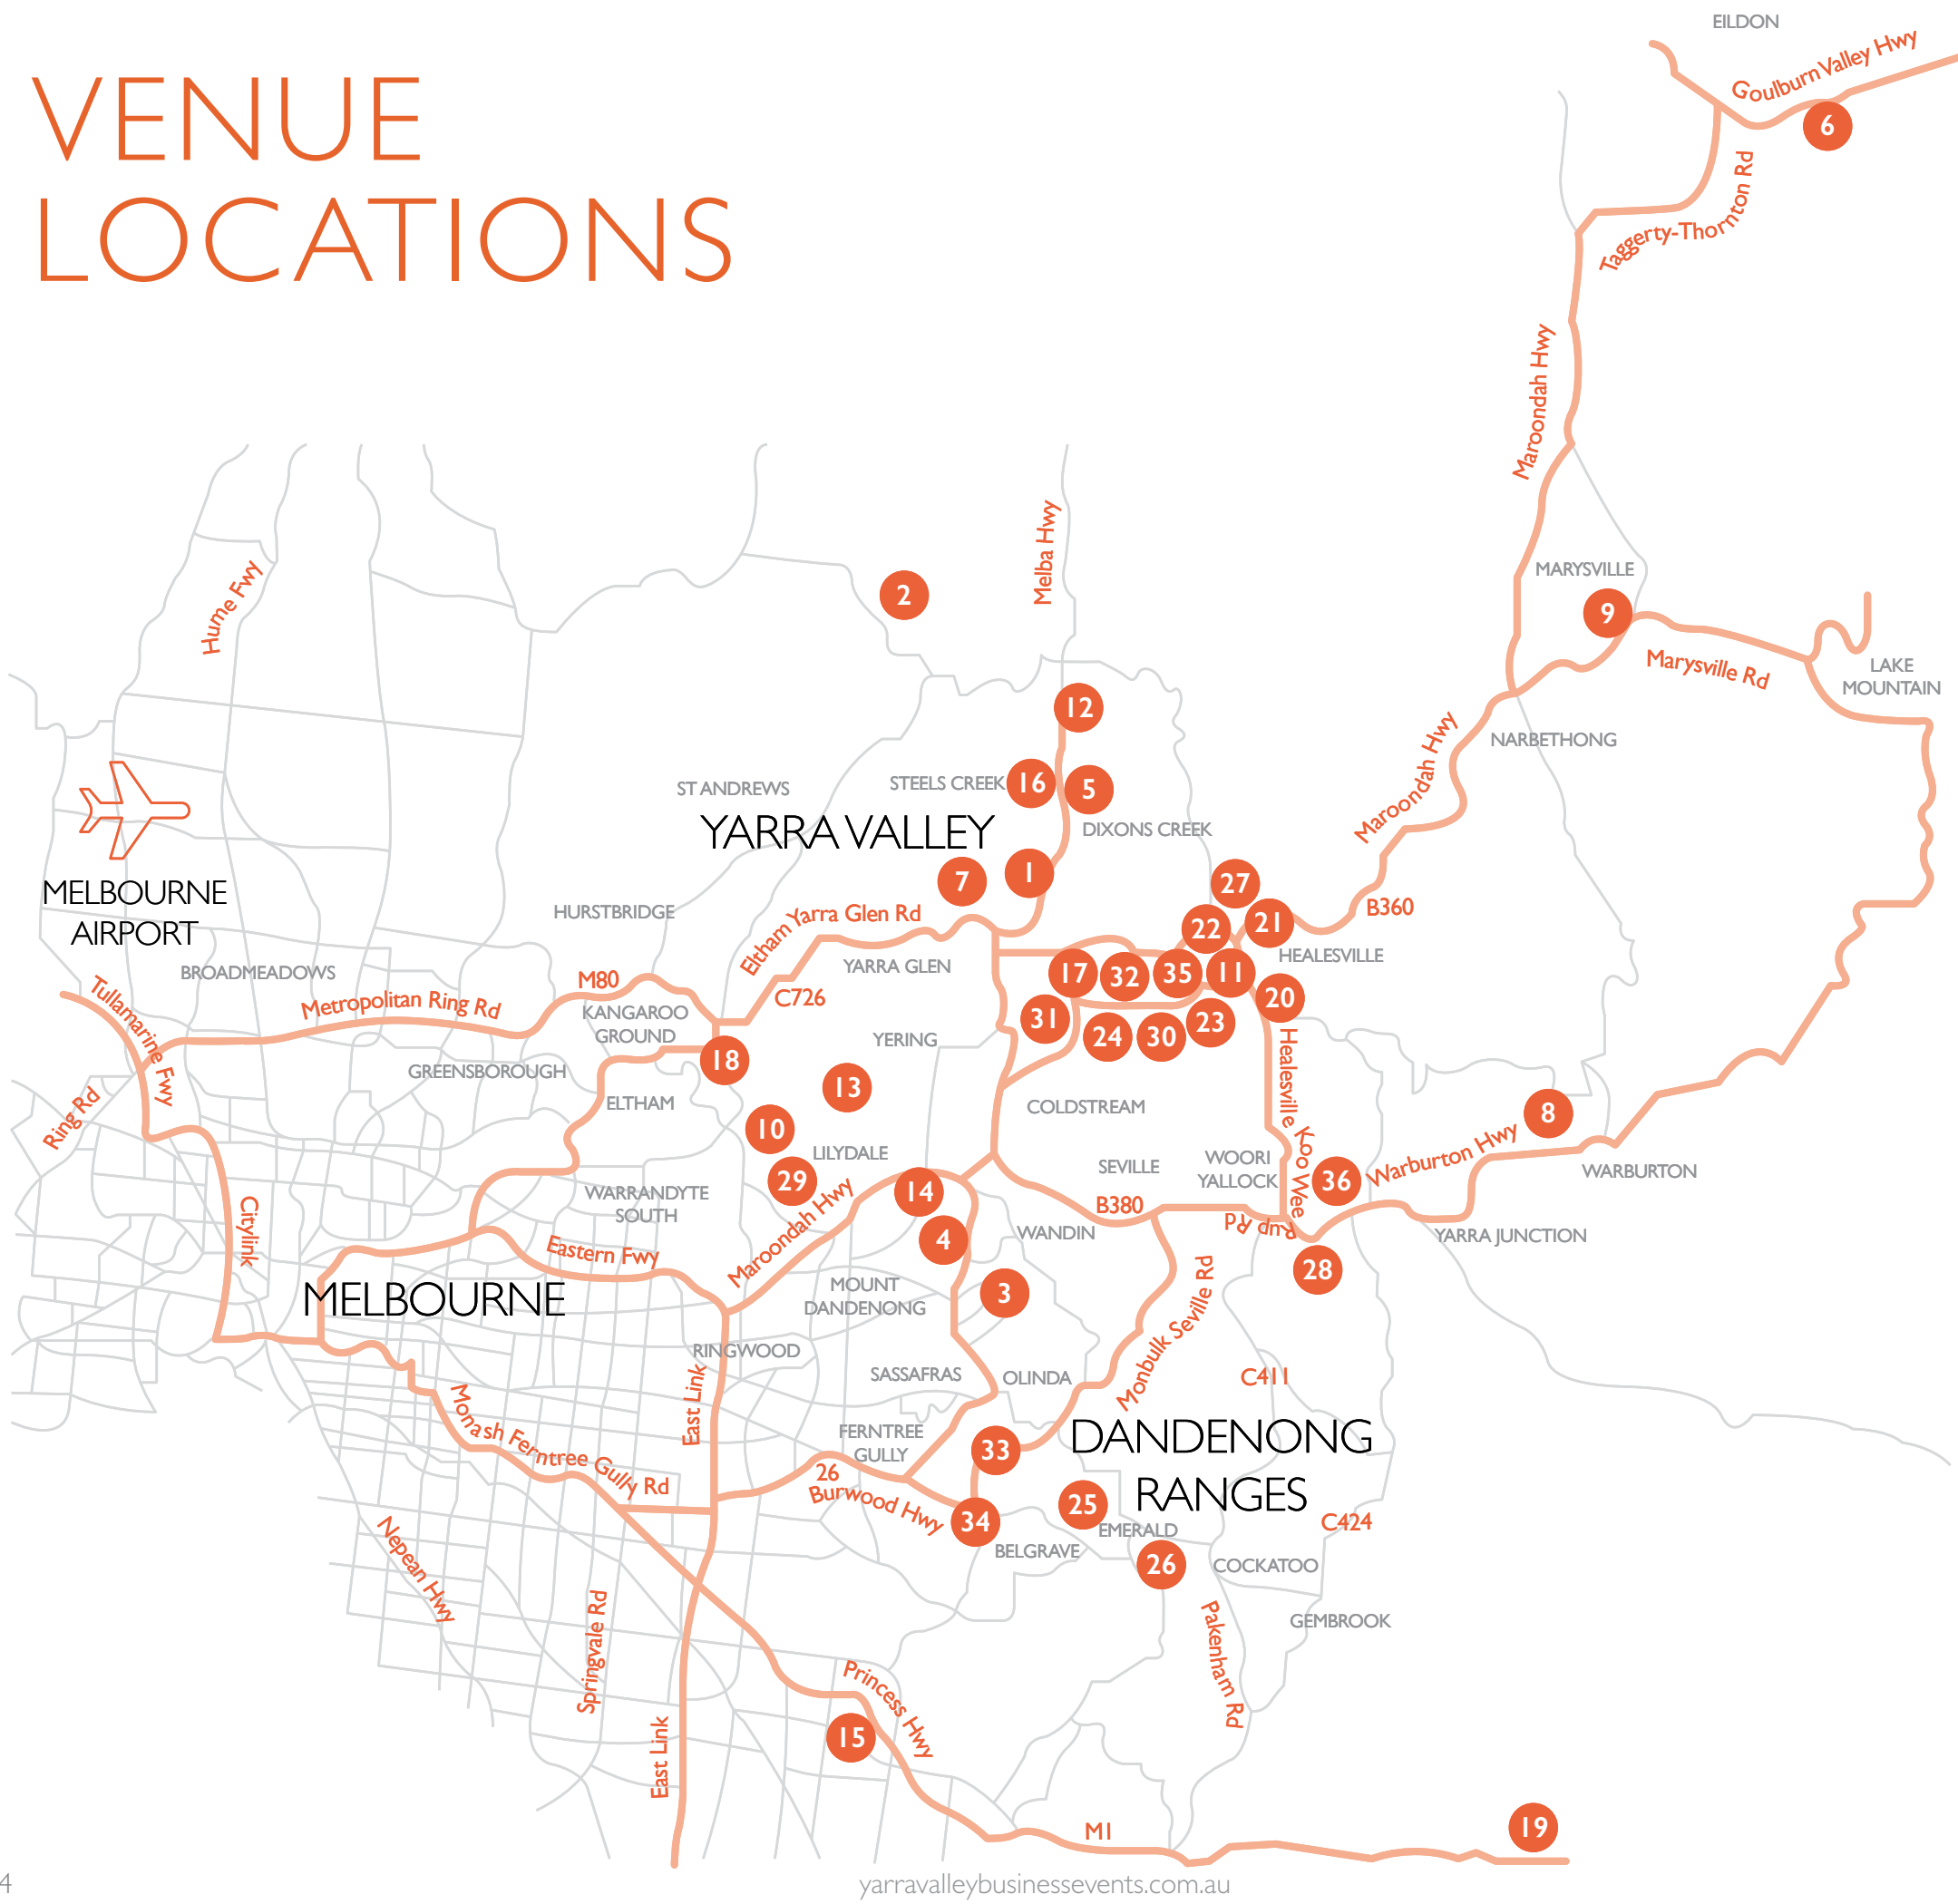 VENUE
LOCATIONS
EILDON
Goulburn Valley Hwy
6
Taggerty-Thornton Rd
Maroondah Hwy
Hume Fwy
2
Melba Hwy
MARYSVILLE
9
Marysville Rd
LAKE
MOUNTAIN
12
NARBETHONG
Maroondah Hwy
ST ANDREWS
STEELS CREEK
16
5
YARRA VALLEY
DIXONS CREEK
MELBOURNE
AIRPORT
7
1
27
B360
HURSTBRIDGE
Eltham Yarra Glen Rd
22
21
HEALESVILLE
BROADMEADOWS
M80
YARRA GLEN
17
32
35
11
Tullamarine Fwy
Metropolitan Ring Rd
C726
20
KANGAROO
GROUND
31
24
30
23
YERING
18
GREENSBOROUGH
Healesville Koo Wee
Rup Rd
13
ELTHAM
COLDSTREAM
8
Ring Rd
10
LILYDALE
Warburton Hwy
SEVILLE
WOORI
YALLOCK
36
WARBURTON
29
14
WARRANDYTE
SOUTH
Maroondah Hwy
B380
Citylink
WANDIN
YARRA JUNCTION
4
Eastern Fwy
28
MELBOURNE
MOUNT
DANDENONG
3
Monbulk Seville Rd
RINGWOOD
SASSAFRAS
OLINDA
C411
East Link
Monash Ferntree Gully Rd
FERNTREE
GULLY
33
DANDENONG
RANGES
26
Burwood Hwy
25
34
EMERALD
C424
Nepean Hwy
BELGRAVE
26
COCKATOO
GEMBROOK
Springvale Rd
Pakenham Rd
Princess Hwy
15
East Link
M1
19
4
yarravalleybusinessevents.com.au